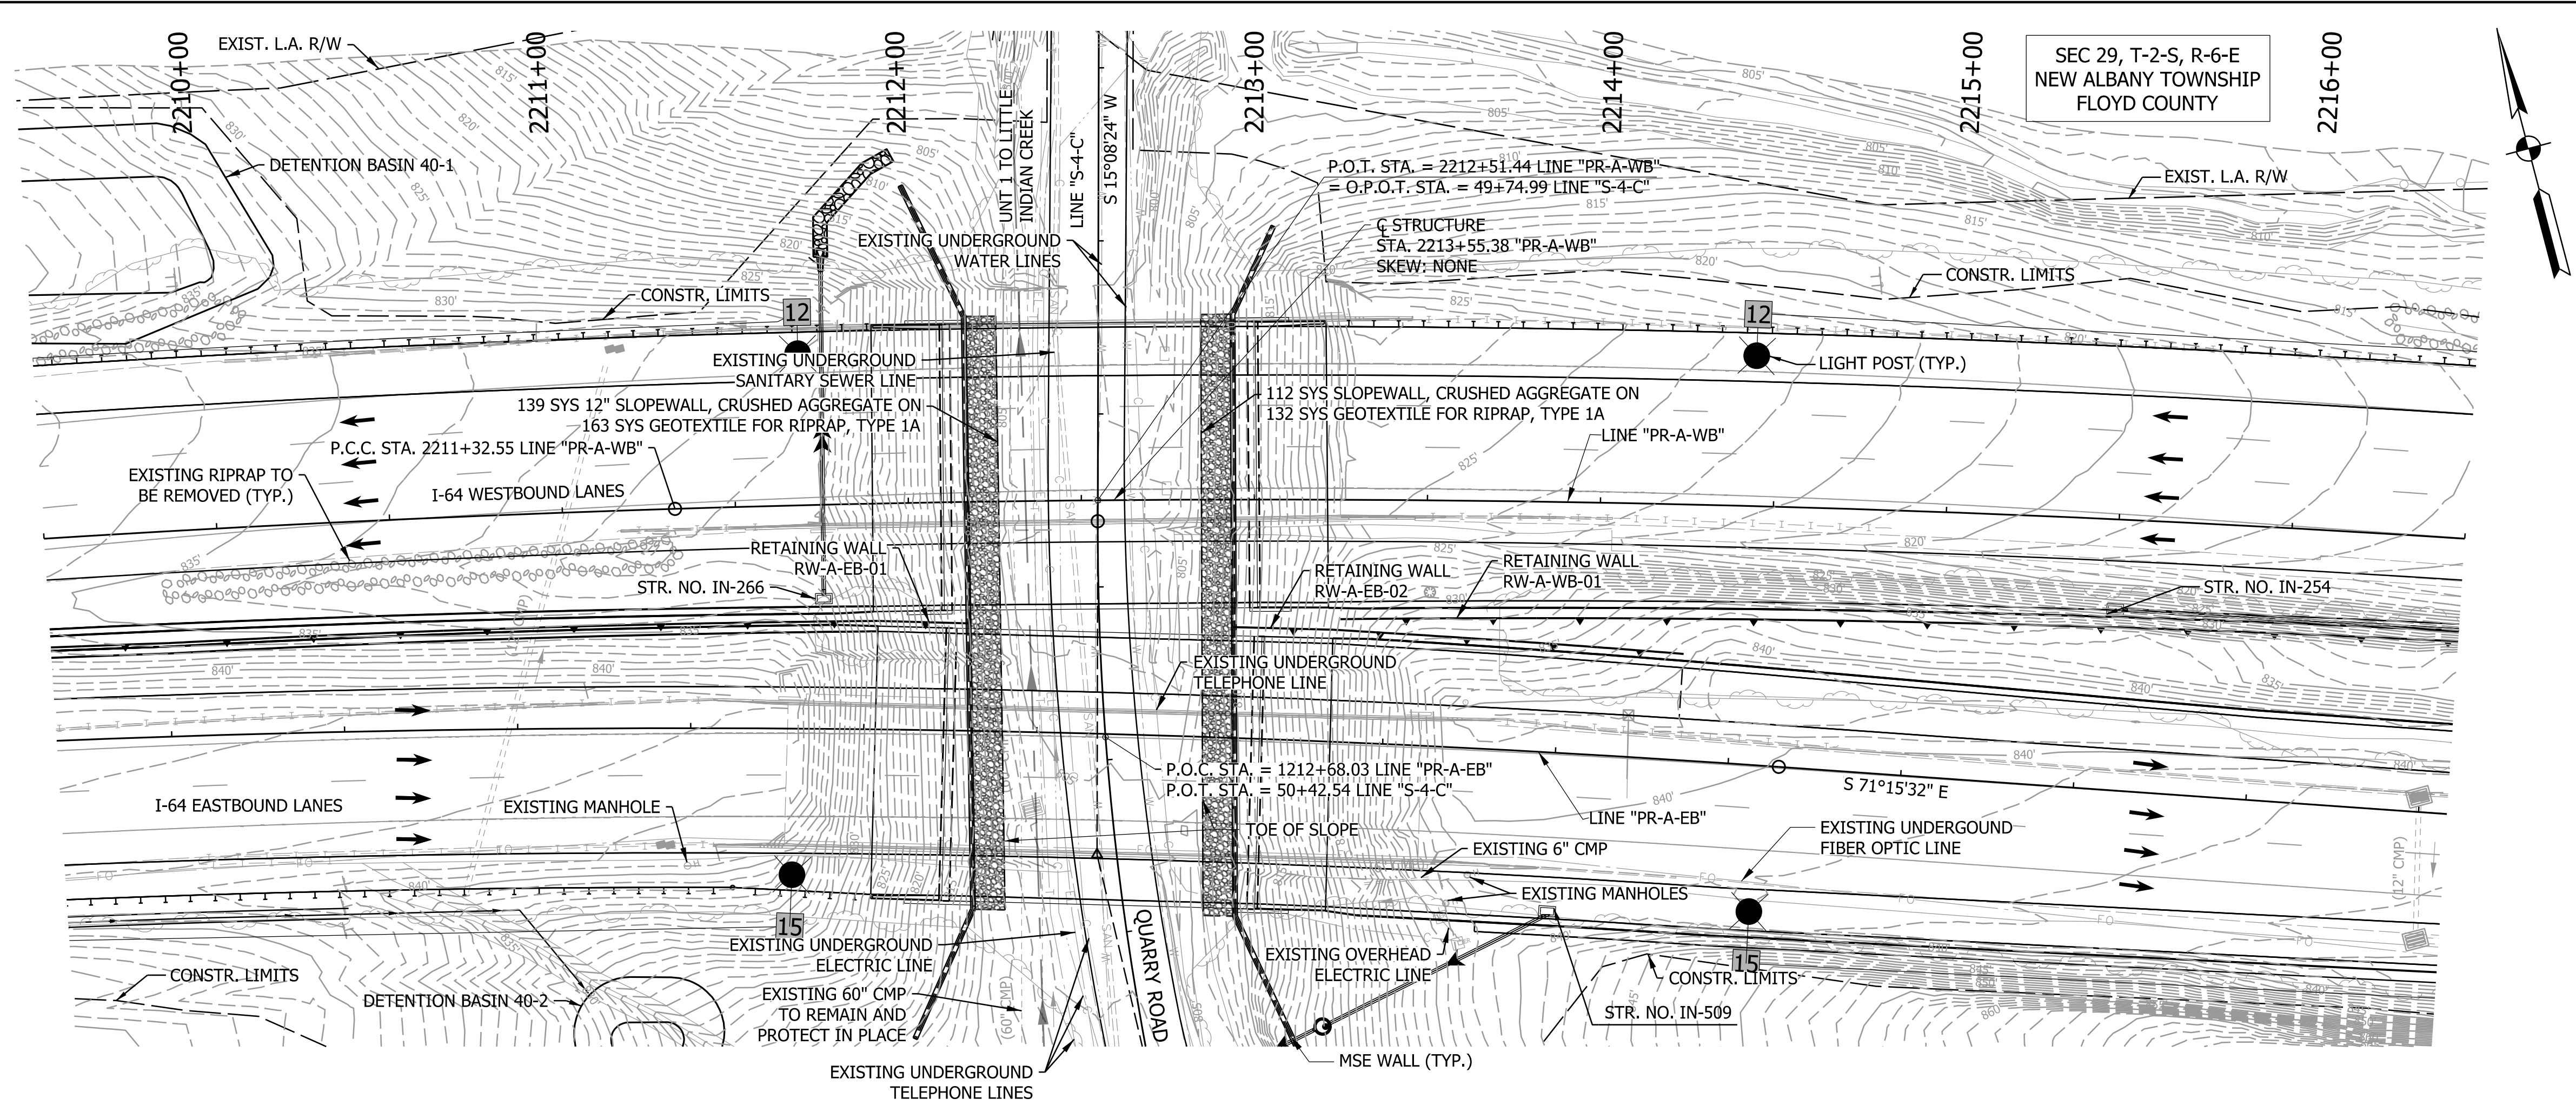 2210+00
2211+00
2212+00
2213+00
2214+00
2215+00
2216+00
SEC 29, T-2-S, R-6-E
NEW ALBANY TOWNSHIP
FLOYD COUNTY
EXIST. L.A. R/W
DETENTION BASIN 40-1
UNT 1 TO LITTLE
INDIAN CREEK
LINE "S-4-C"
S 15°08'24" W
P.O.T. STA. = 2212+51.44 LINE "PR-A-WB"
= O.P.O.T. STA. = 49+74.99 LINE "S-4-C"
EXIST. L.A. R/W
℄ STRUCTURE
STA. 2213+55.38 "PR-A-WB"
SKEW: NONE
EXISTING UNDERGROUND
WATER LINES
CONSTR, LIMITS
CONSTR. LIMITS
12
12
EXISTING UNDERGROUND
SANITARY SEWER LINE
LIGHT POST (TYP.)
139 SYS 12" SLOPEWALL, CRUSHED AGGREGATE ON
163 SYS GEOTEXTILE FOR RIPRAP, TYPE 1A
112 SYS SLOPEWALL, CRUSHED AGGREGATE ON
132 SYS GEOTEXTILE FOR RIPRAP, TYPE 1A
P.C.C. STA. 2211+32.55 LINE "PR-A-WB"
LINE "PR-A-WB"
EXISTING RIPRAP TO
BE REMOVED (TYP.)
I-64 WESTBOUND LANES
RETAINING WALL
RW-A-EB-01
STR. NO. IN-266
RETAINING WALL
RW-A-EB-02
RETAINING WALL
RW-A-WB-01
STR. NO. IN-254
EXISTING UNDERGROUND
TELEPHONE LINE
P.O.C. STA. = 1212+68.03 LINE "PR-A-EB"
P.O.T. STA. = 50+42.54 LINE "S-4-C"
S 71°15'32" E
I-64 EASTBOUND LANES
EXISTING MANHOLE
LINE "PR-A-EB"
TOE OF SLOPE
EXISTING UNDERGOUND
FIBER OPTIC LINE
EXISTING 6" CMP
EXISTING MANHOLES
(12" CMP)
15
15
EXISTING UNDERGROUND
ELECTRIC LINE
QUARRY ROAD
EXISTING OVERHEAD
ELECTRIC LINE
CONSTR. LIMITS
CONSTR. LIMITS
DETENTION BASIN 40-2
EXISTING 60" CMP
TO REMAIN AND
PROTECT IN PLACE
(60" CMP)
STR. NO. IN-509
MSE WALL (TYP.)
EXISTING UNDERGROUND
TELEPHONE LINES